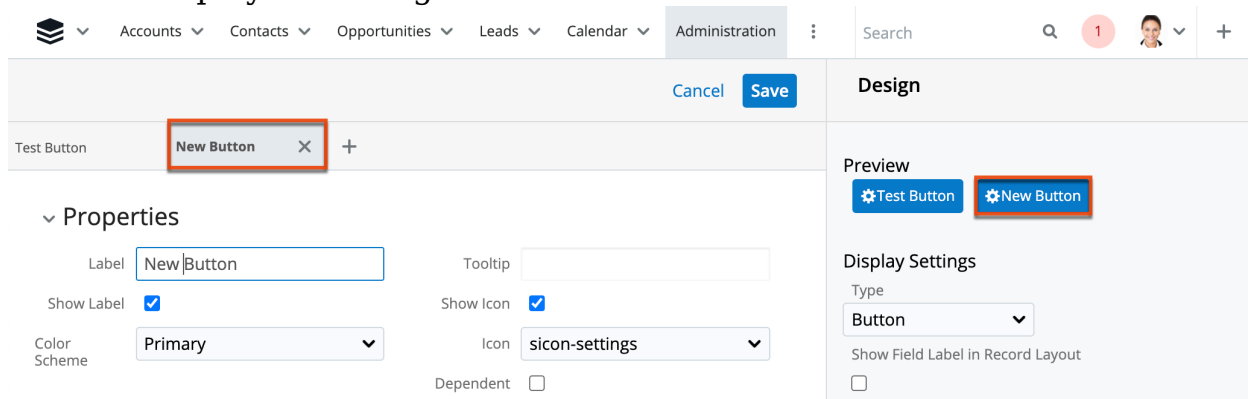 Accounts Contacts Opportunities Leads Calendar Administration Search 1
Cancel Save Design
Test Button New Button
Preview
Test Button New Button
Properties
Label New Button Tooltip
Display Settings
Type
Show Label Show Icon
Button
Color Scheme Primary Icon sicon-settings
Show Field Label in Record Layout
Dependent